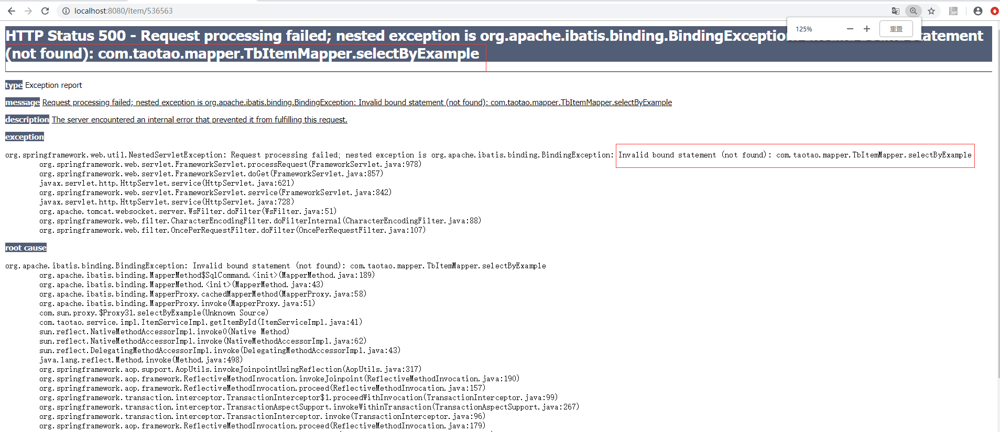 localhost:8080/item/536563
125%
重置
HTTP Status 500 - Request processing failed; nested exception is org.apache.ibatis.binding.BindingException
(not found): com.taotao.mapper.TbItemMapper.selectByExample
type Exception report
message Request processing failed; nested exception is org.apache.ibatis.binding.BindingException: Invalid bound statement (not found): com.taotao.mapper.TbItemMapper.selectByExample
description The server encountered an internal error that prevented it from fulfilling this request.
exception
org.springframework.web.util.NestedServletException: Request processing failed; nested exception is org.apache.ibatis.binding.BindingException: Invalid bound statement (not found): com.taotao.mapper.TbItemMapper.selectByExample
org.springframework.web.servlet.FrameworkServlet.processRequest(FrameworkServlet.java:978)
org.springframework.web.servlet.FrameworkServlet.doGet(FrameworkServlet.java:857)
javax.servlet.http.HttpServlet.service(HttpServlet.java:621)
org.springframework.web.servlet.FrameworkServlet.service(FrameworkServlet.java:842)
javax.servlet.http.HttpServlet.service(HttpServlet.java:728)
org.apache.tomcat.websocket.server.WsFilter.doFilter(WsFilter.java:51)
org.springframework.web.filter.CharacterEncodingFilter.doFilterInternal(CharacterEncodingFilter.java:88)
org.springframework.web.filter.OncePerRequestFilter.doFilter(OncePerRequestFilter.java:107)
root cause
org.apache.ibatis.binding.BindingException: Invalid bound statement (not found): com.taotao.mapper.TbItemMapper.selectByExample
org.apache.ibatis.binding.MapperMethod$SqlCommand.<init>(MapperMethod.java:189)
org.apache.ibatis.binding.MapperMethod.<init>(MapperMethod.java:43)
org.apache.ibatis.binding.MapperProxy.cachedMapperMethod(MapperProxy.java:58)
org.apache.ibatis.binding.MapperProxy.invoke(MapperProxy.java:51)
com.sun.proxy.$Proxy31.selectByExample(Unknown Source)
com.taotao.service.impl.ItemServiceImpl.getItemById(ItemServiceImpl.java:41)
sun.reflect.NativeMethodAccessorImpl.invoke0(Native Method)
sun.reflect.NativeMethodAccessorImpl.invoke(NativeMethodAccessorImpl.java:62)
sun.reflect.DelegatingMethodAccessorImpl.invoke(DelegatingMethodAccessorImpl.java:43)
java.lang.reflect.Method.invoke(Method.java:498)
org.springframework.aop.support.AopUtils.invokeJoinpointUsingReflection(AopUtils.java:317)
org.springframework.aop.framework.ReflectiveMethodInvocation.invokeJoinpoint(ReflectiveMethodInvocation.java:190)
org.springframework.aop.framework.ReflectiveMethodInvocation.proceed(ReflectiveMethodInvocation.java:157)
org.springframework.transaction.interceptor.TransactionInterceptor$1.proceedWithInvocation(TransactionInterceptor.java:99)
org.springframework.transaction.interceptor.TransactionAspectSupport.invokeWithinTransaction(TransactionAspectSupport.java:267)
org.springframework.transaction.interceptor.TransactionInterceptor.invoke(TransactionInterceptor.java:96)
org.springframework.aop.framework.ReflectiveMethodInvocation.proceed(ReflectiveMethodInvocation.java:179)